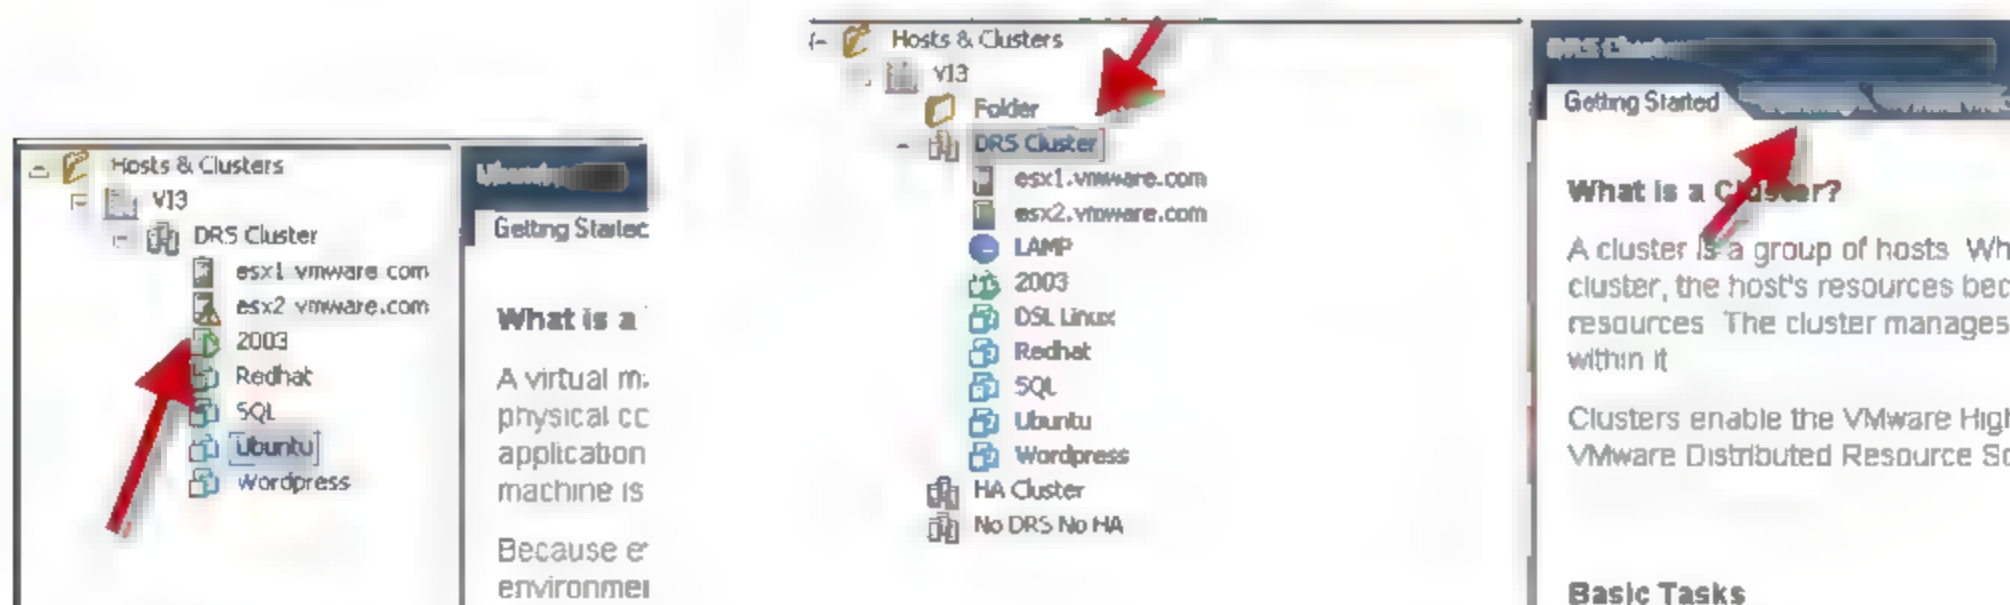 Hosts & Clusters
V13
DRS Cluster
esx1.vmware.com
esx2.vmware.com
2003
Redhat
SQL
Ubuntu
Wordpress
Getting Started
What is a
A virtual
physical
application
machine is
Because
Hosts & Clusters
V13
Folder
DRS Cluster
esx1.vmware.com
esx2.vmware.com
LAMP
2003
DSL Linux
Redhat
SQL
Ubuntu
Wordpress
HA Cluster
No DRS No HA
Getting Started
What is a Cluster?
A cluster is a group of hosts Wh
cluster, the host's resources bec
resources The cluster manages
within it
Clusters enable the VMware High
VMware Distributed Resource Sc
Basic Tasks